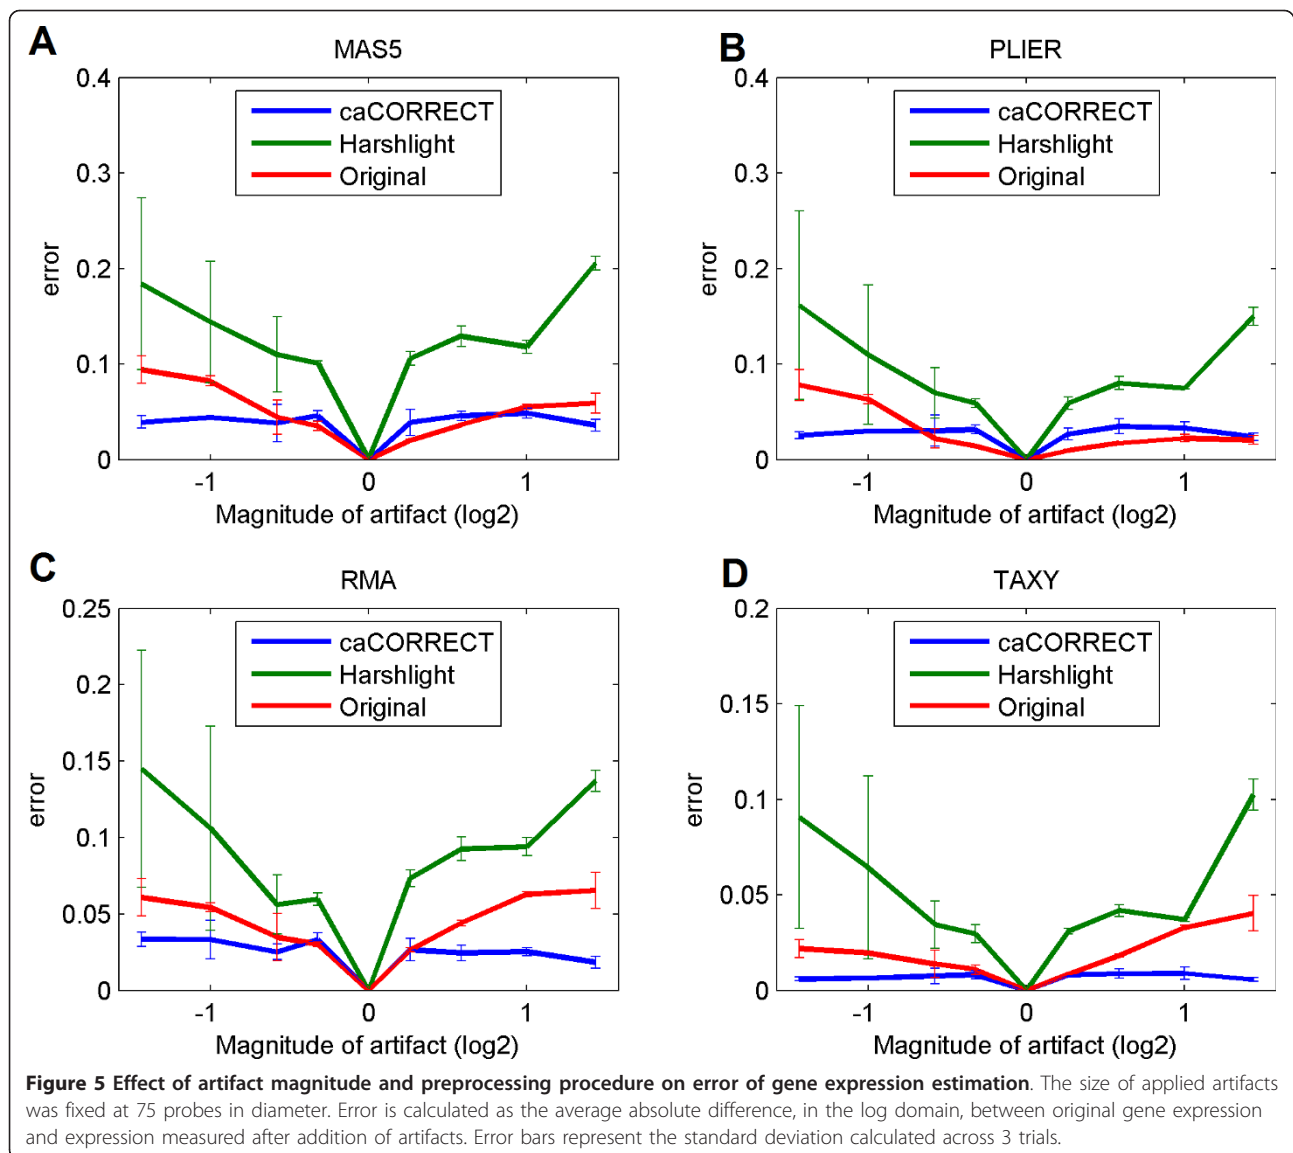 A
MAS5
0.4
0.3
0.2
0.1
0
error
caCORRECT
Harshlight
Original
-1
0
1
Magnitude of artifact (log2)
B
PLIER
0.4
0.3
0.2
0.1
0
error
caCORRECT
Harshlight
Original
-1
0
1
Magnitude of artifact (log2)
C
RMA
0.25
0.2
0.15
0.1
0.05
0
error
caCORRECT
Harshlight
Original
-1
0
1
Magnitude of artifact (log2)
D
TAXY
0.2
0.15
0.1
0.05
0
error
caCORRECT
Harshlight
Original
-1
0
1
Magnitude of artifact (log2)
Figure 5 Effect of artifact magnitude and preprocessing procedure on error of gene expression estimation. The size of applied artifacts
was fixed at 75 probes in diameter. Error is calculated as the average absolute difference, in the log domain, between original gene expression
and expression measured after addition of artifacts. Error bars represent the standard deviation calculated across 3 trials.